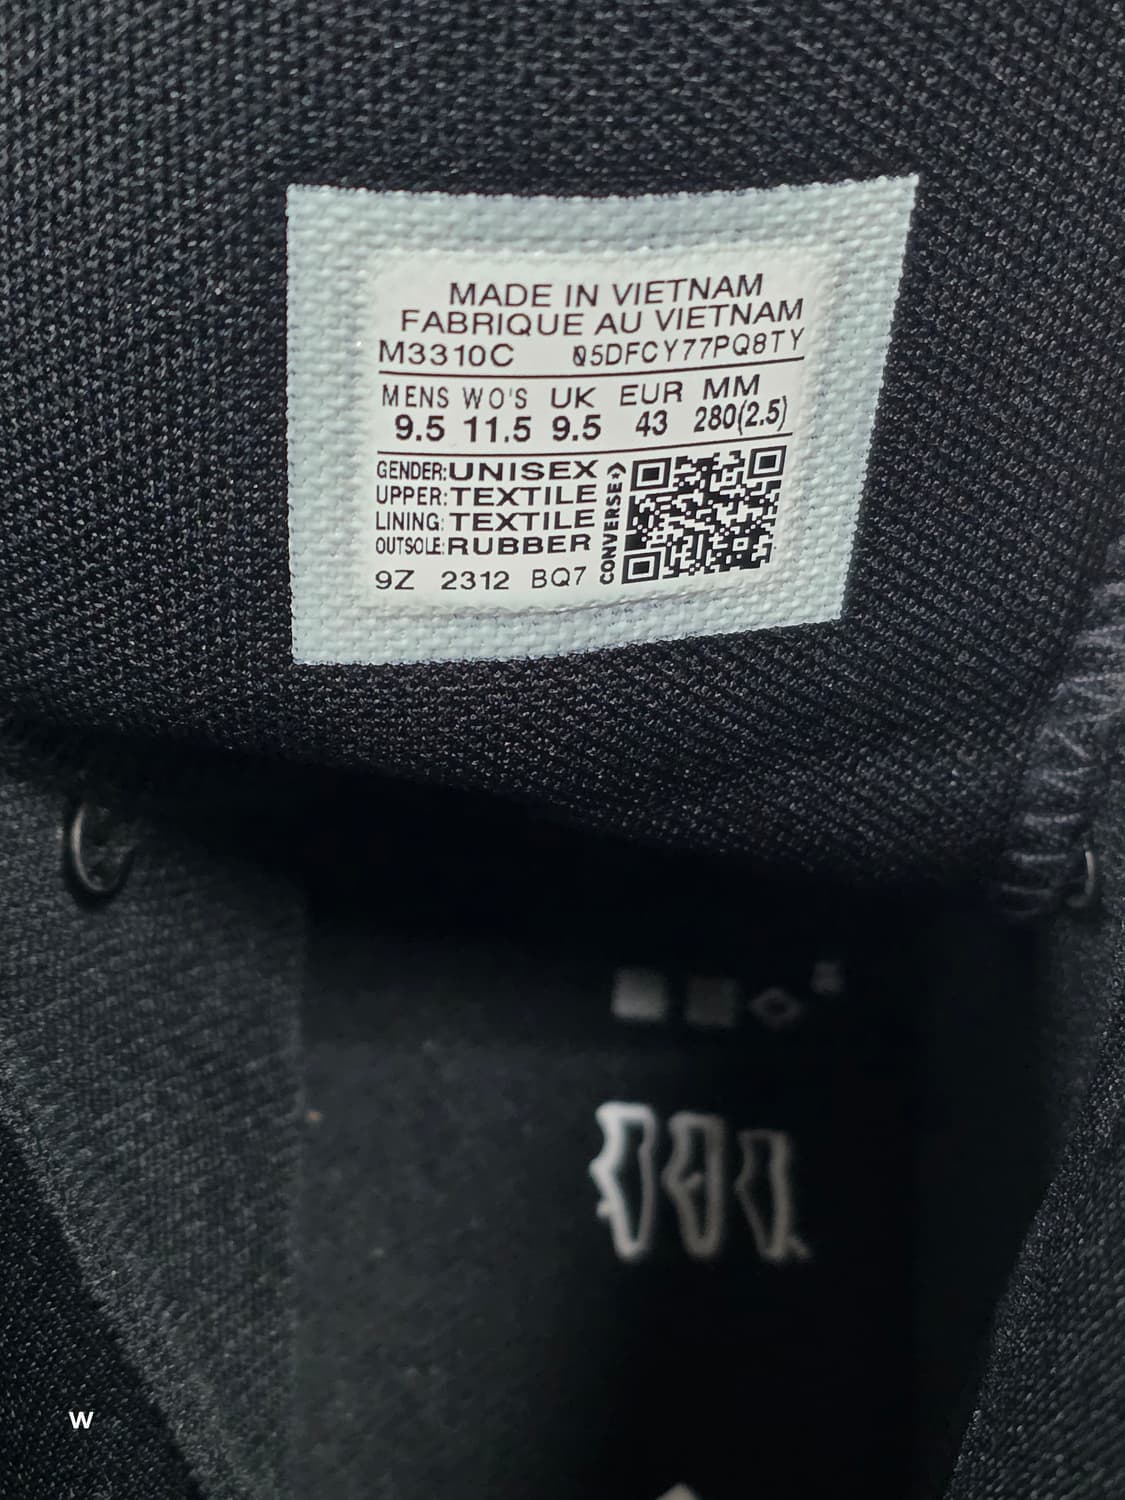 MADE IN VIETNAM
FABRIQUE AU VIETNAM
M3310C 05DFCY77PQ8TY
MENS WO'S UK EUR MM
9.5 11.5 9.5 43 280(2.5)
GENDER:UNISEX
UPPER:TEXTILE
LINING:TEXTILE
OUTSOLE:RUBBER
CONVERSE
9Z 2312 BQ7
W